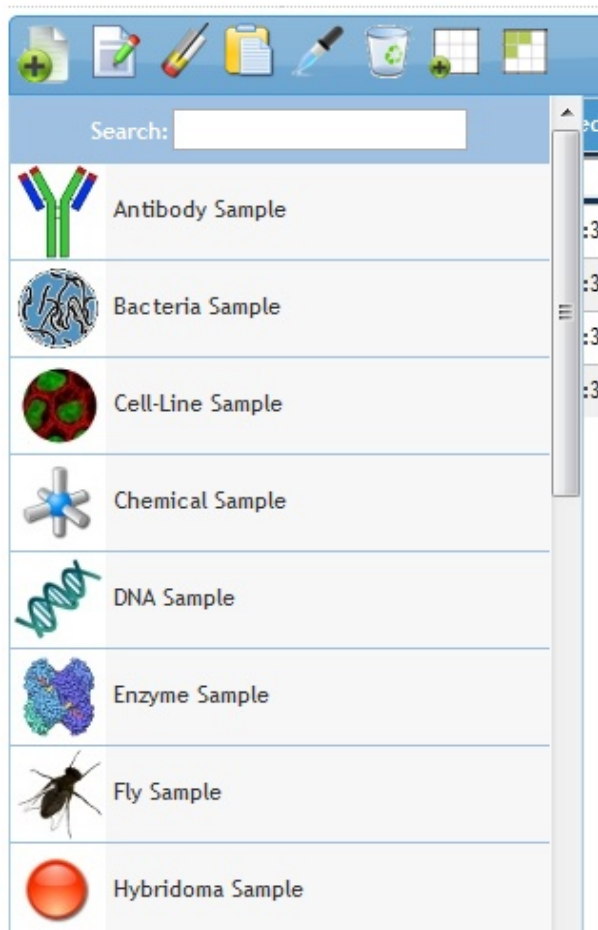 Search:
Antibody Sample
Bacteria Sample
Cell-Line Sample
Chemical Sample
DNA Sample
Enzyme Sample
Fly Sample
Hybridoma Sample